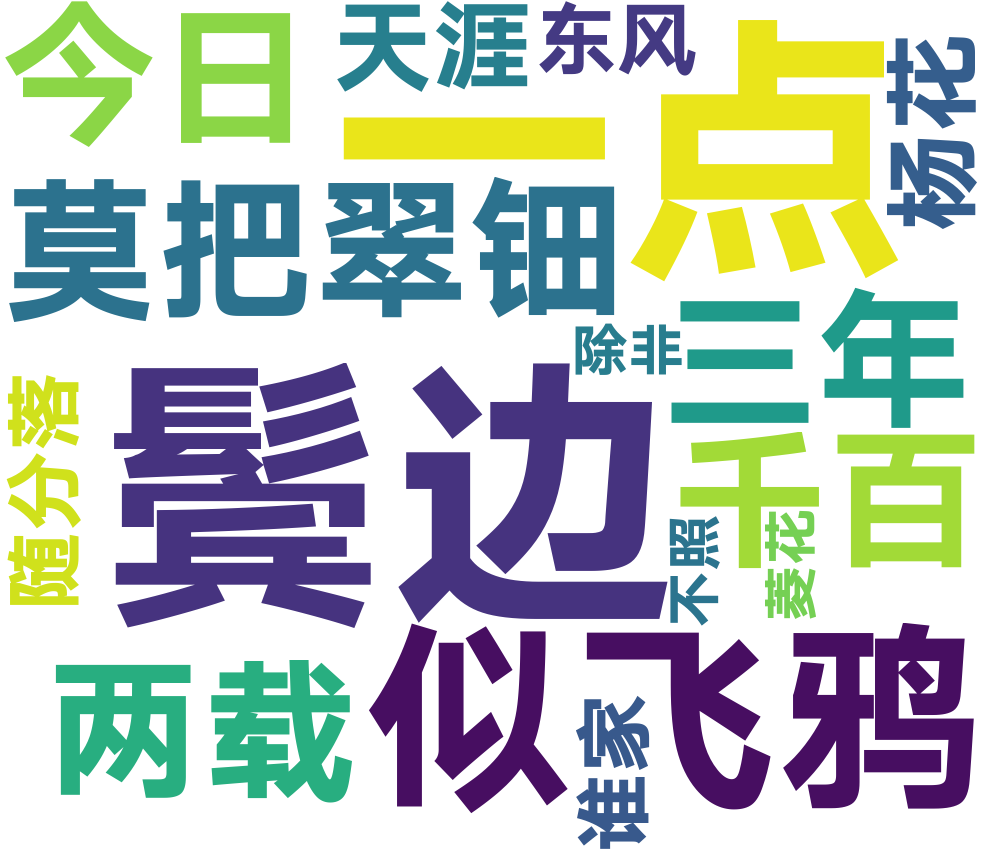 今日
天涯
东风
一点
杨花
莫把翠钿
除非
三年
随分落
鬓边
千百
不照
菱花
两载
似飞鸦
谁家